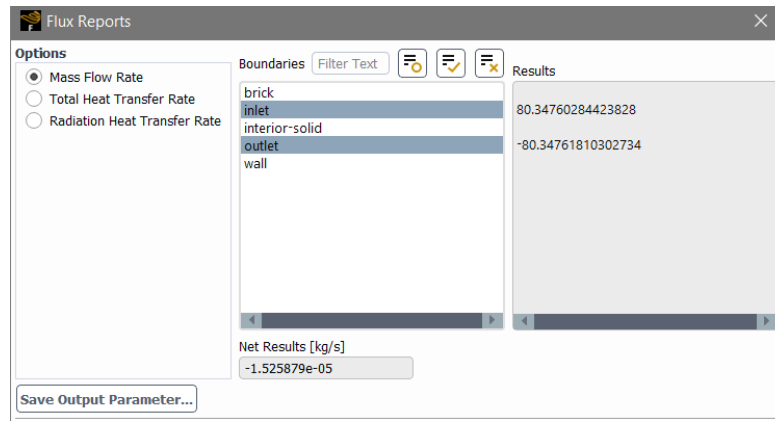 Flux Reports
Options
Mass Flow Rate
Total Heat Transfer Rate
Radiation Heat Transfer Rate
Boundaries Filter Text
brick
inlet
interior-solid
outlet
wall
Results
80.34760284423828
-80.34761810302734
Net Results [kg/s]
-1.525879e-05
Save Output Parameter...